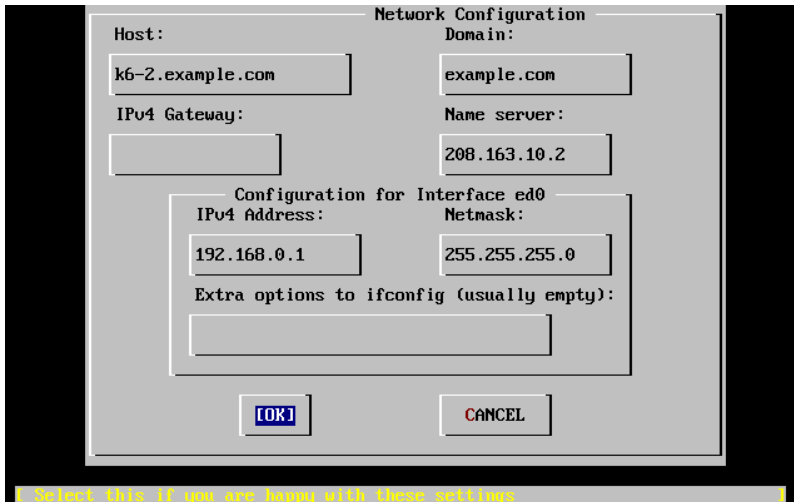 Network Configuration
Host: Domain:
k6-2.example.com example.com
IPv4 Gateway: Name server:
208.163.10.2
Configuration for Interface ed0
IPv4 Address: Netmask:
192.168.0.1 255.255.255.0
Extra options to ifconfig (usually empty):
[OK] CANCEL
[ Select this if you are happy with these settings ]